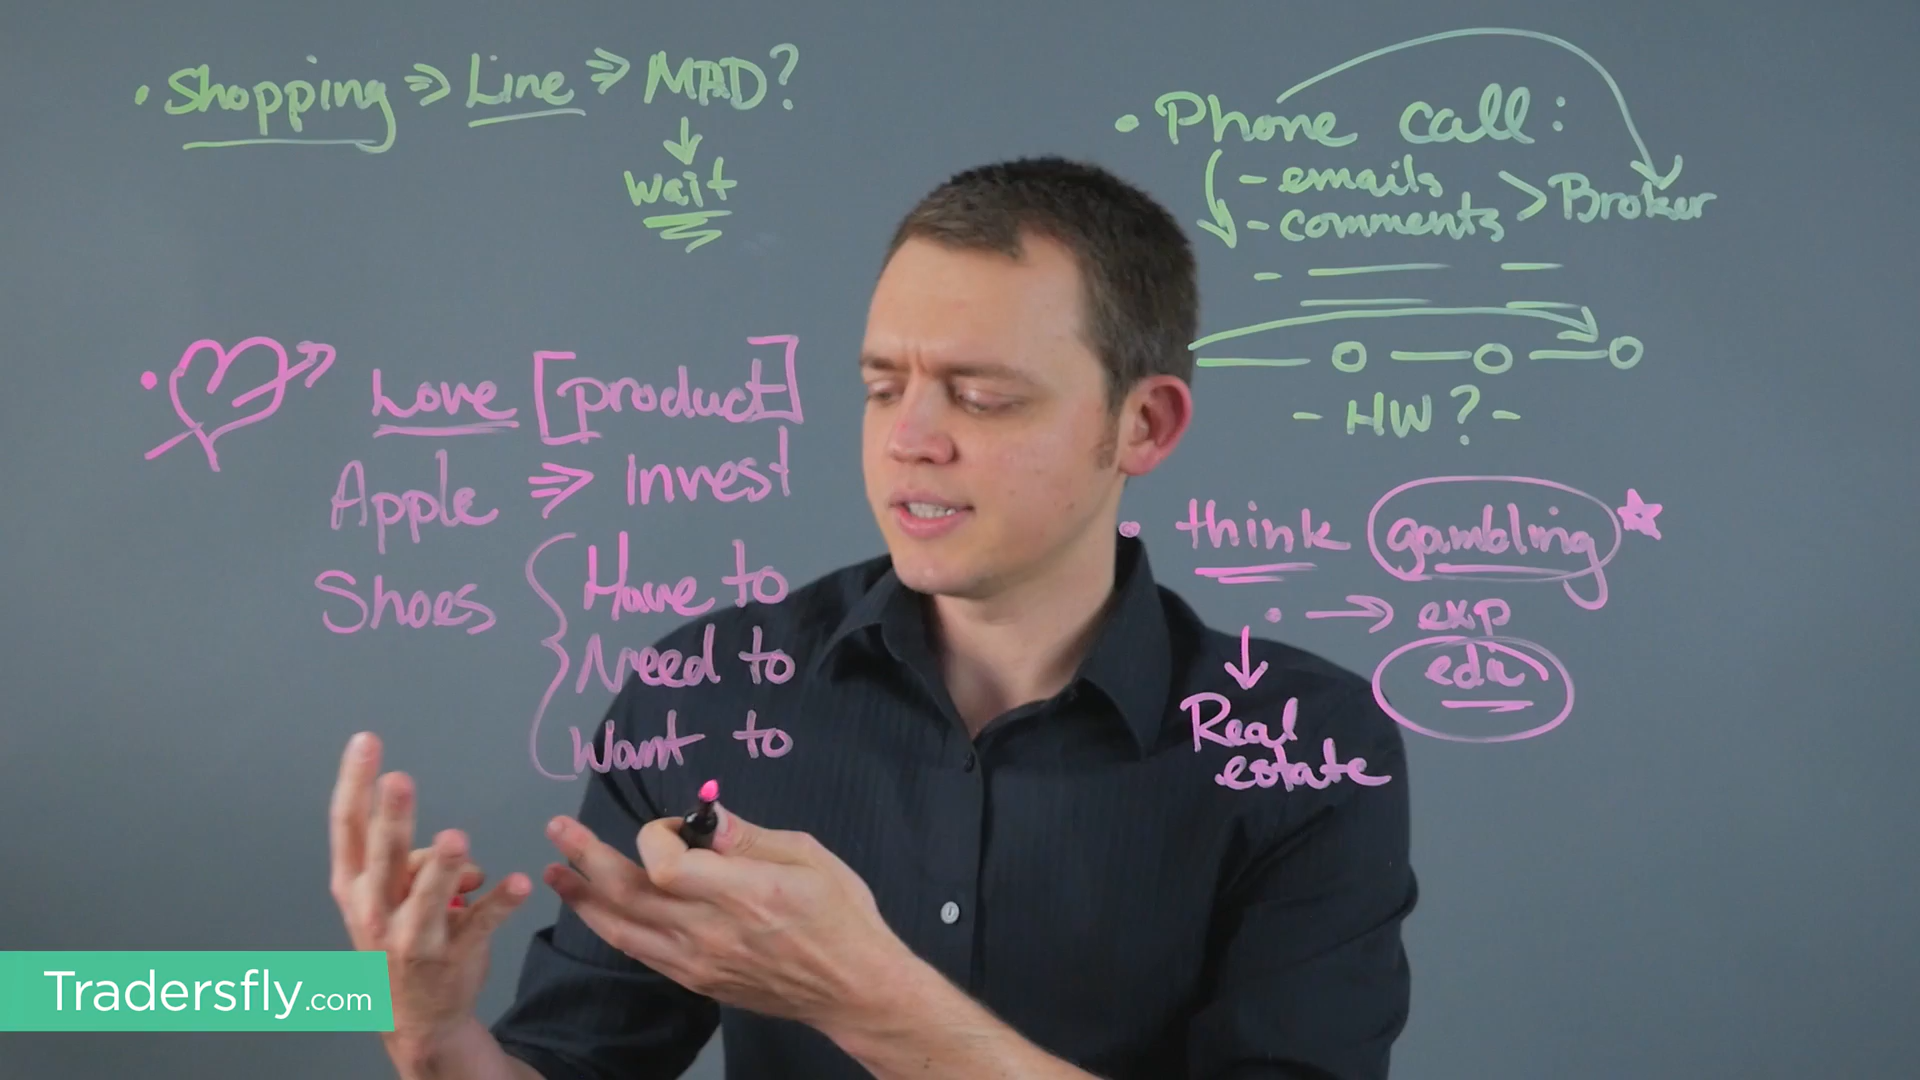 • Shopping ⇒ Line ⇒ MAD?
↓
wait
• Phone call:
- emails
- comments > Broker
- HW? -
• Love [product]
Apple ⇒ Invest
Shoes
Have to
Need to
Want to
• think gambling
• → exp
edu
↓
Real
estate
Tradersfly.com